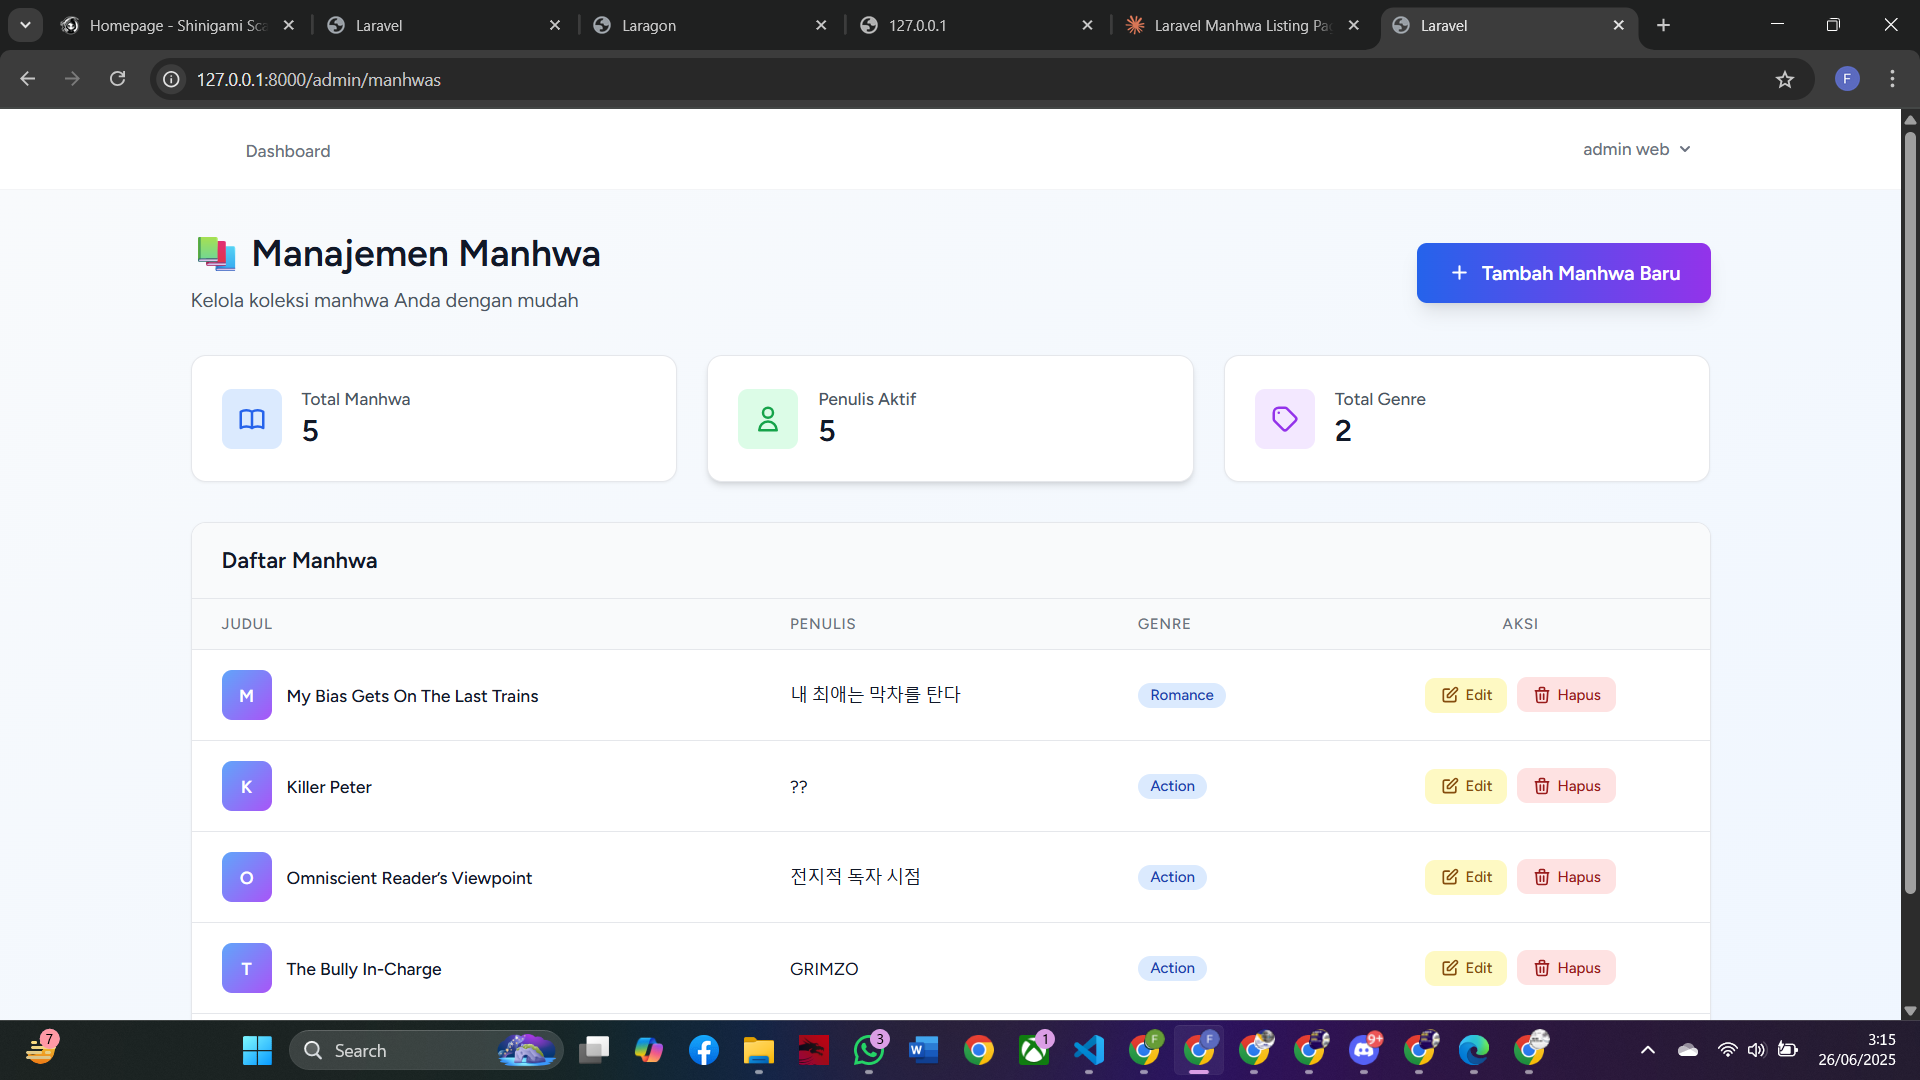 Homepage - Shinigami Sca
Laravel
Laragon
127.0.0.1
Laravel Manhwa Listing Pag
Laravel
127.0.0.1:8000/admin/manhwas
F
Dashboard
admin web
Manajemen Manhwa
Kelola koleksi manhwa Anda dengan mudah
+ Tambah Manhwa Baru
Total Manhwa
5
Penulis Aktif
5
Total Genre
2
Daftar Manhwa
JUDUL PENULIS GENRE AKSI
M My Bias Gets On The Last Trains 내 최애는 막차를 탄다 Romance Edit Hapus
K Killer Peter ?? Action Edit Hapus
O Omniscient Reader’s Viewpoint 전지적 독자 시점 Action Edit Hapus
T The Bully In-Charge GRIMZO Action Edit Hapus
7
Search
3
W
1
F
F
9+
3:15
26/06/2025